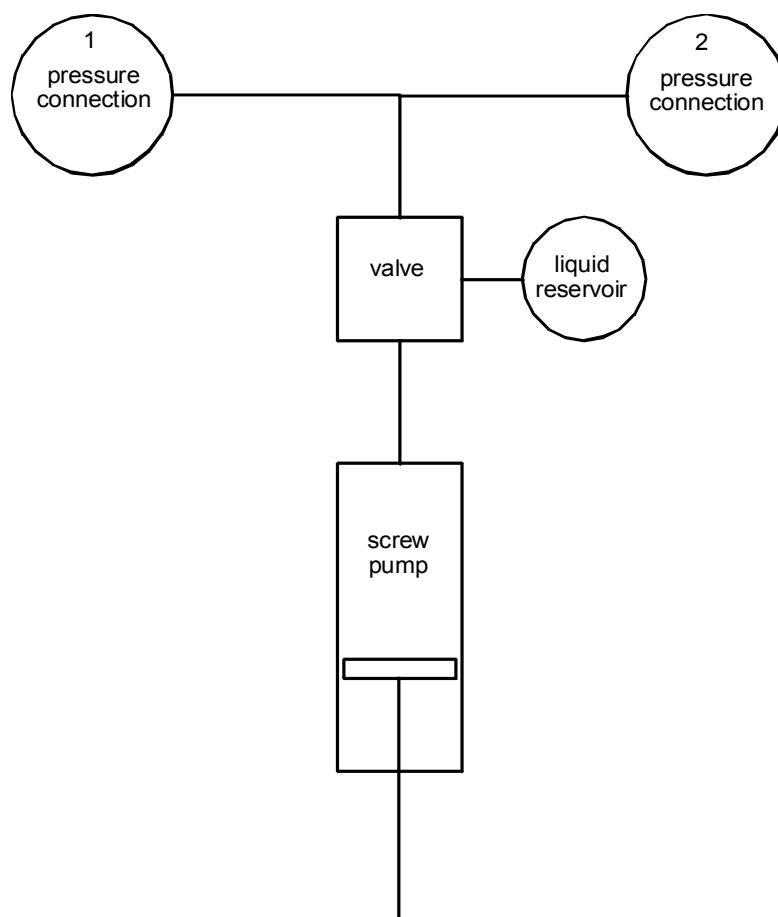 1
pressure
connection
2
pressure
connection
valve
liquid
reservoir
screw
pump